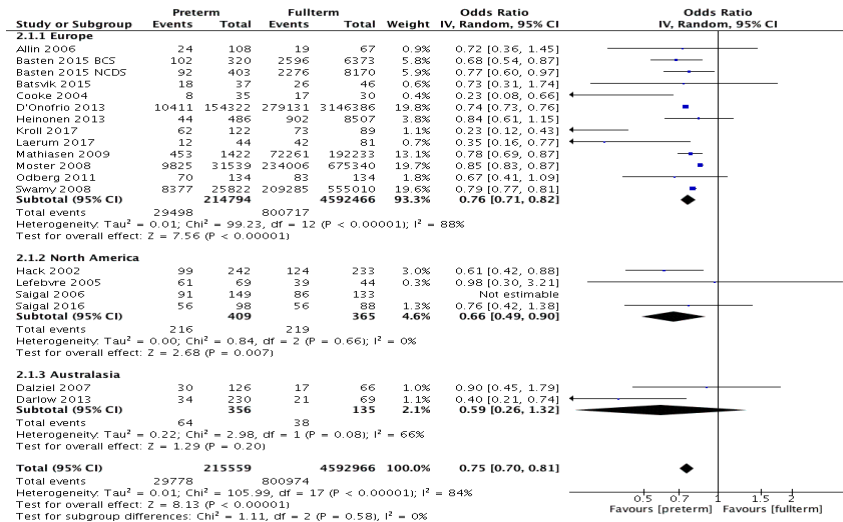 Preterm Fullterm Odds Ratio Odds Ratio
Study or Subgroup Events Total Events Total Weight IV, Random, 95% CI IV, Random, 95% CI
2.1.1 Europe
Allin 2006 24 108 19 67 0.9% 0.72 [0.36, 1.45]
Basten 2015 BCS 102 320 2596 6373 5.8% 0.68 [0.54, 0.87]
Basten 2015 NCDS 92 403 2276 8170 5.4% 0.77 [0.60, 0.97]
Batsvik 2015 18 37 26 46 0.6% 0.73 [0.31, 1.74]
Cooke 2004 8 35 17 30 0.4% 0.23 [0.08, 0.66]
D'Onofrio 2013 10411 154322 279131 3146386 19.9% 0.74 [0.73, 0.76]
Heinonen 2013 44 486 902 8507 3.8% 0.84 [0.61, 1.15]
Kroll 2017 62 122 73 89 1.2% 0.23 [0.12, 0.43]
Laerum 2017 12 44 42 81 0.7% 0.35 [0.16, 0.77]
Mathiasen 2009 453 1422 72261 192233 13.1% 0.78 [0.69, 0.87]
Moster 2008 9825 31539 234006 675340 20.0% 0.85 [0.83, 0.87]
Odberg 2011 70 134 83 134 1.7% 0.67 [0.41, 1.09]
Swamy 2008 8377 25822 209285 555010 19.9% 0.79 [0.77, 0.81]
Subtotal (95% CI) 214794 4592466 93.3% 0.76 [0.71, 0.82]
Total events 29498 800717
Heterogeneity: Tau² = 0.01; Chi² = 99.23, df = 12 (P < 0.00001); I² = 88%
Test for overall effect: Z = 7.56 (P < 0.00001)
2.1.2 North America
Hack 2002 99 242 124 233 3.0% 0.61 [0.42, 0.88]
Lefebvre 2005 61 69 39 44 0.3% 0.98 [0.30, 3.21]
Saigal 2006 91 149 86 133 Not estimable
Saigal 2016 56 98 56 88 1.3% 0.76 [0.42, 1.38]
Subtotal (95% CI) 409 365 4.6% 0.66 [0.49, 0.90]
Total events 216 219
Heterogeneity: Tau² = 0.00; Chi² = 0.84, df = 2 (P = 0.66); I² = 0%
Test for overall effect: Z = 2.68 (P = 0.007)
2.1.3 Australasia
Dalziel 2007 30 126 17 66 1.0% 0.90 [0.45, 1.79]
Darlow 2013 34 230 21 69 1.1% 0.40 [0.21, 0.74]
Subtotal (95% CI) 356 135 2.1% 0.59 [0.26, 1.32]
Total events 64 38
Heterogeneity: Tau² = 0.22; Chi² = 2.98, df = 1 (P = 0.08); I² = 66%
Test for overall effect: Z = 1.29 (P = 0.20)
Total (95% CI) 215559 4592966 100.0% 0.75 [0.70, 0.81]
Total events 29778 800974
Heterogeneity: Tau² = 0.01; Chi² = 105.99, df = 17 (P < 0.00001); I² = 84%
Test for overall effect: Z = 8.13 (P < 0.00001)
Test for subgroup differences: Chi² = 1.11, df = 2 (P = 0.58), I² = 0%
0.5 0.7 1 1.5 2
Favours [preterm] Favours [fullterm]